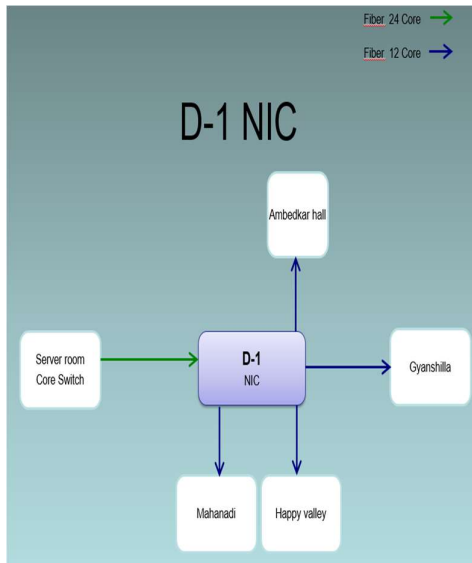 Fiber 24 Core
Fiber 12 Core
D-1 NIC
Ambedkar hall
Server room
Core Switch
D-1
NIC
Gyanshilla
Mahanadi
Happy valley